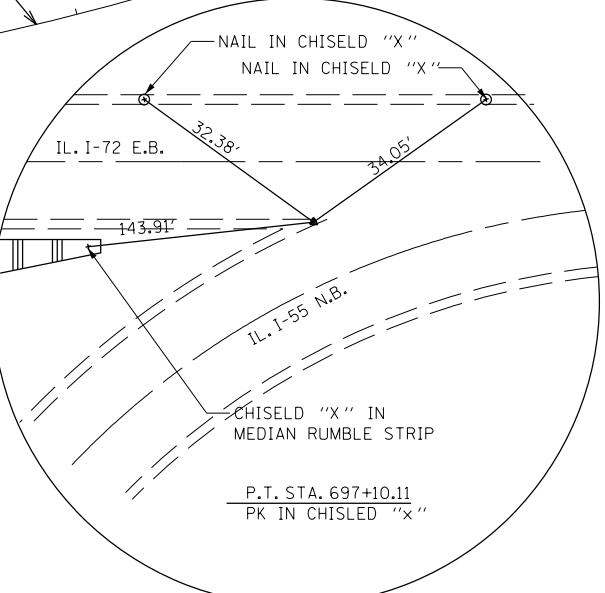 NAIL IN CHISELD "X"
NAIL IN CHISELD "X"
32.38'
34.05'
IL. I-72 E.B.
143.91'
IL. I-55 N.B.
CHISELD "X" IN
MEDIAN RUMBLE STRIP
P.T. STA. 697+10.11
PK IN CHISLED "x"